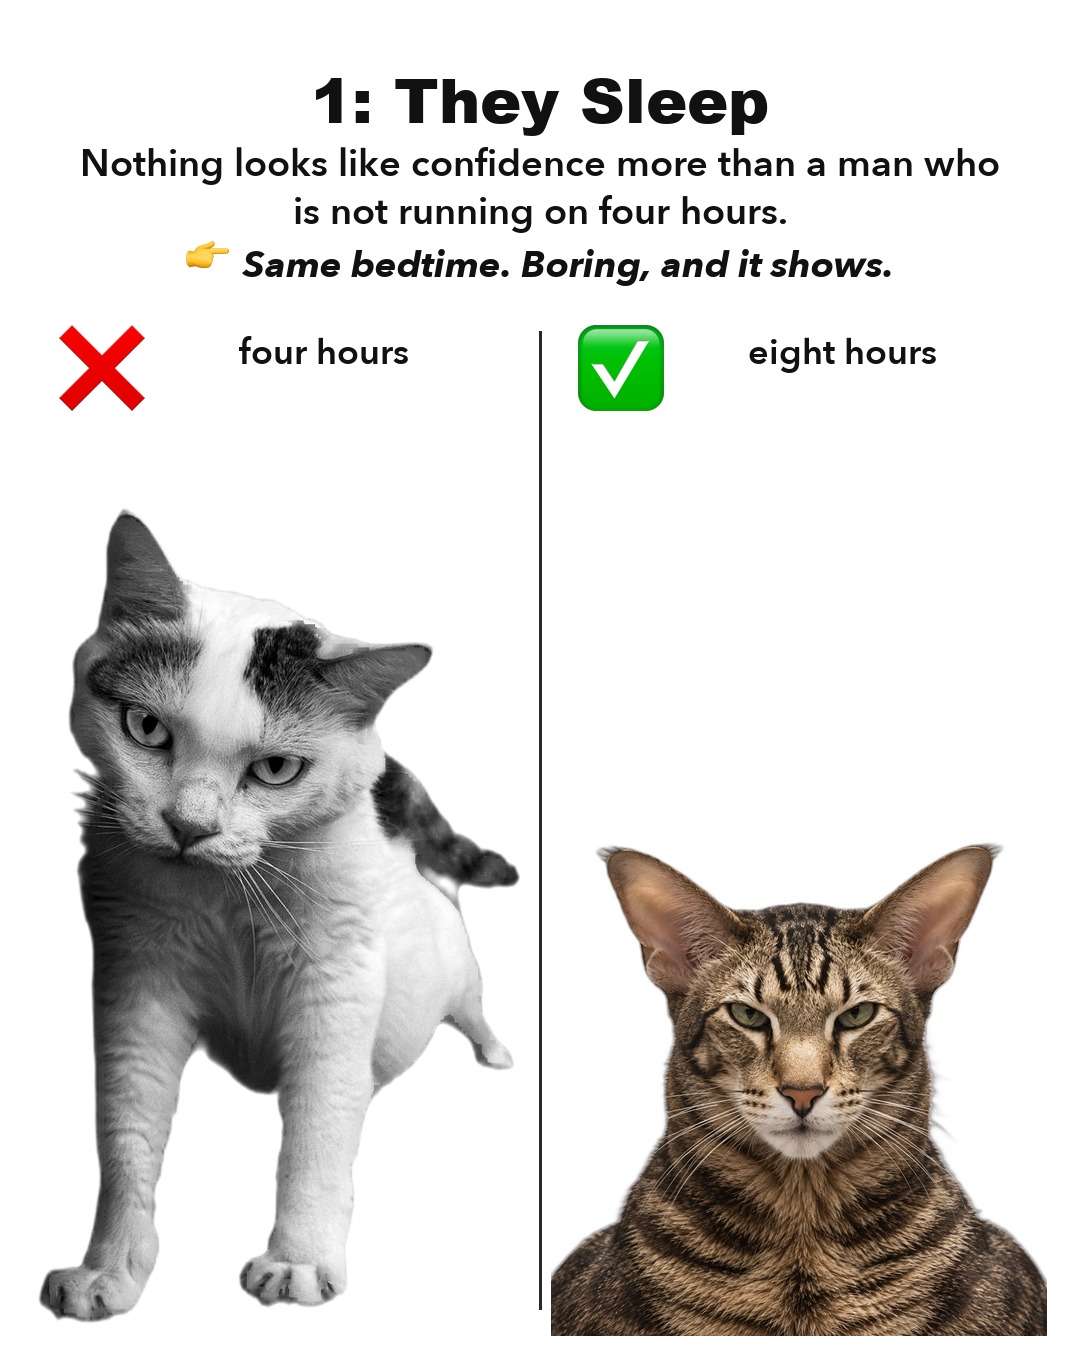 1: They Sleep
Nothing looks like confidence more than a man who
is not running on four hours.
👉 Same bedtime. Boring, and it shows.
❌ four hours
✅ eight hours